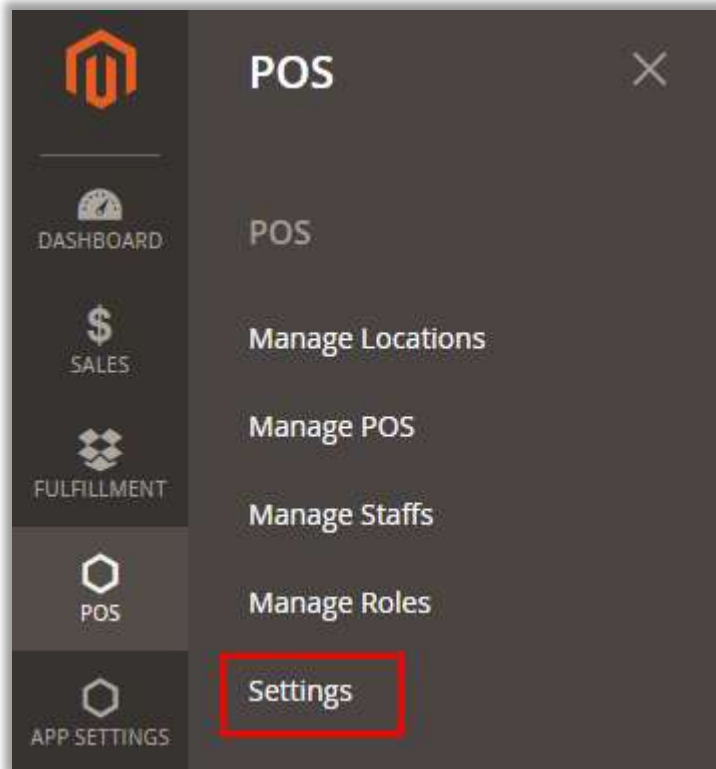 POS
DASHBOARD
POS
SALES
Manage Locations
FULFILLMENT
Manage POS
Manage Staffs
POS
Manage Roles
APP SETTINGS
Settings